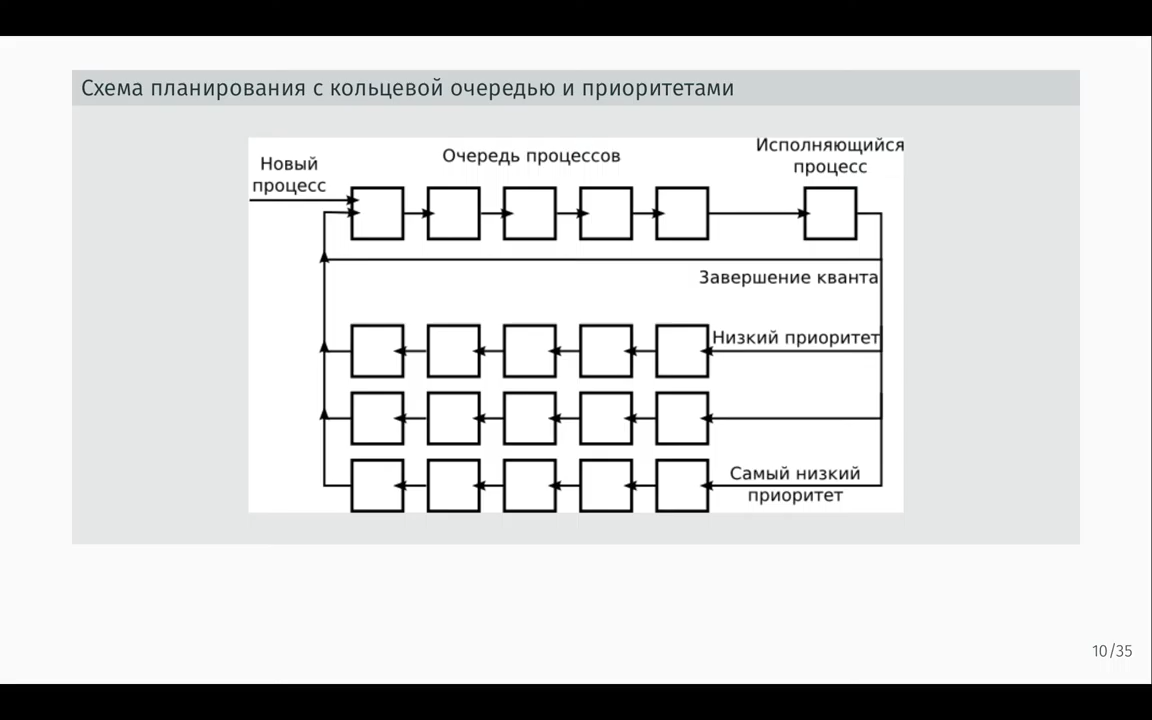 Схема планирования с кольцевой очередью и приоритетами
Новый
процесс
Очередь процессов
Исполняющийся
процесс
Завершение кванта
Низкий приоритет
Самый низкий
приоритет
10/35